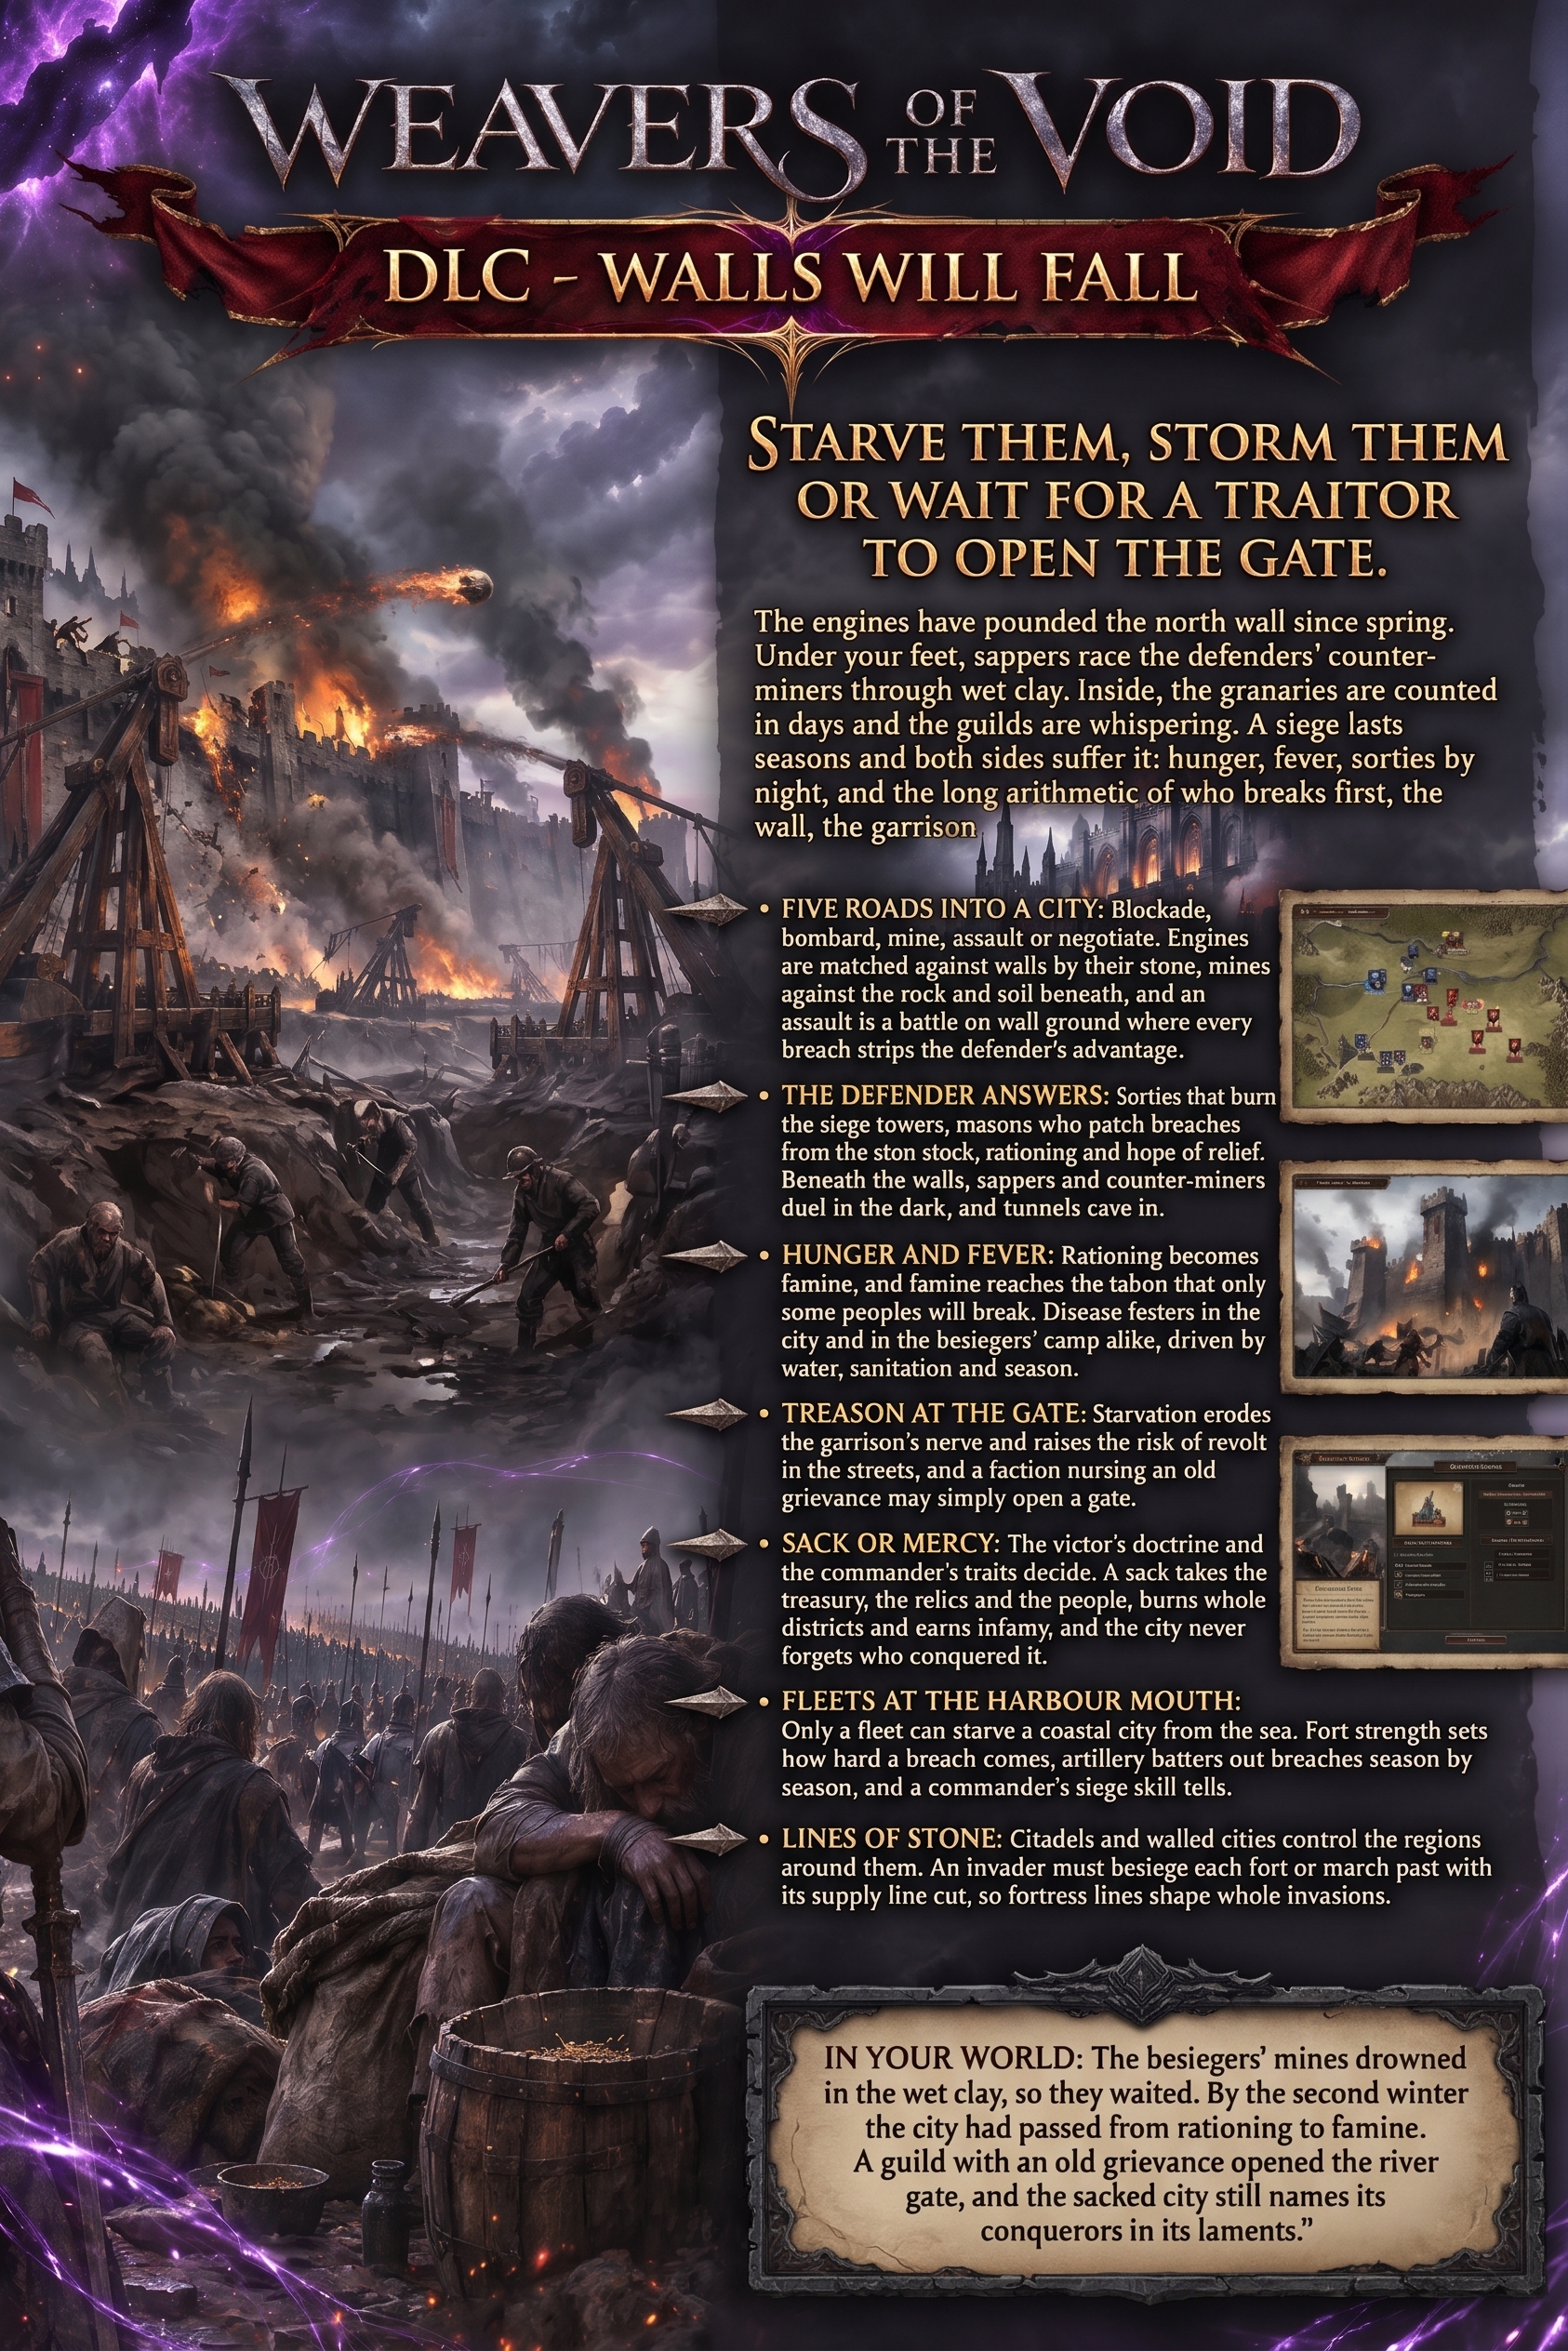 WEAVERS OF THE VOID
DLC - WALLS WILL FALL
STARVE THEM, STORM THEM
OR WAIT FOR A TRAITOR
TO OPEN THE GATE.
The engines have pounded the north wall since spring.
Under your feet, sappers race the defenders’ counter-
miners through wet clay. Inside, the granaries are counted
in days and the guilds are whispering. A siege lasts
seasons and both sides suffer it: hunger, fever, sorties by
night, and the long arithmetic of who breaks first, the
wall, the garrison
• FIVE ROADS INTO A CITY: Blockade,
bombard, mine, assault or negotiate. Engines
are matched against walls by their stone, mines
against the rock and soil beneath, and an
assault is a battle on wall ground where every
breach strips the defender’s advantage.
• THE DEFENDER ANSWERS: Sorties that burn
the siege towers, masons who patch breaches
from the ston stock, rationing and hope of relief.
Beneath the walls, sappers and counter-miners
duel in the dark, and tunnels cave in.
• HUNGER AND FEVER: Rationing becomes
famine, and famine reaches the tabon that only
some peoples will break. Disease festers in the
city and in the besiegers’ camp alike, driven by
water, sanitation and season.
• TREASON AT THE GATE: Starvation erodes
the garrison’s nerve and raises the risk of revolt
in the streets, and a faction nursing an old
grievance may simply open a gate.
• SACK OR MERCY: The victor’s doctrine and
the commander’s traits decide. A sack takes the
treasury, the relics and the people, burns whole
districts and earns infamy, and the city never
forgets who conquered it.
• FLEETS AT THE HARBOUR MOUTH:
Only a fleet can starve a coastal city from the sea. Fort strength sets
how hard a breach comes, artillery batters out breaches season by
season, and a commander’s siege skill tells.
• LINES OF STONE: Citadels and walled cities control the regions
around them. An invader must besiege each fort or march past with
its supply line cut, so fortress lines shape whole invasions.
IN YOUR WORLD: The besiegers’ mines drowned
in the wet clay, so they waited. By the second winter
the city had passed from rationing to famine.
A guild with an old grievance opened the river
gate, and the sacked city still names its
conquerors in its laments.”